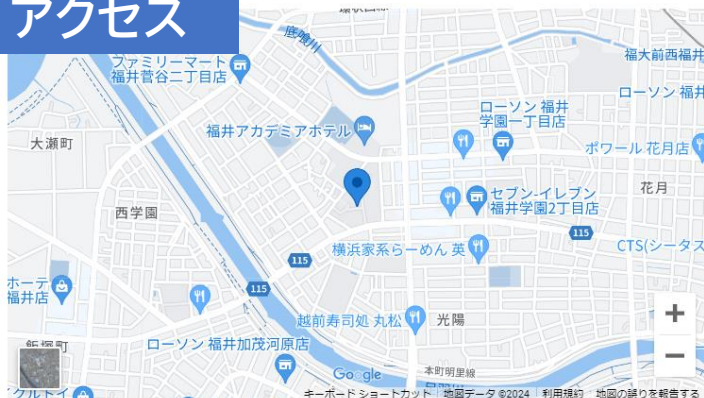 アクセス
底喰川
ファミリーマート
福井菅谷二丁目店
福大前西福井
ローソン 福井
ローソン 福井
学園一丁目店
福井アカデミアホテル
大瀬町
ボワール 花月店
セブン-イレブン
福井学園2丁目店
花月
西学園
115
横浜家系らーめん 英
CTS(シータス
115
ホーテ
福井店
115
越前寿司処 丸松
光陽
飯塚町
ローソン 福井加茂河原店
+
−
Google
本町明里線
キーボード ショートカット
地図データ ©2024
利用規約
地図の誤りを報告する